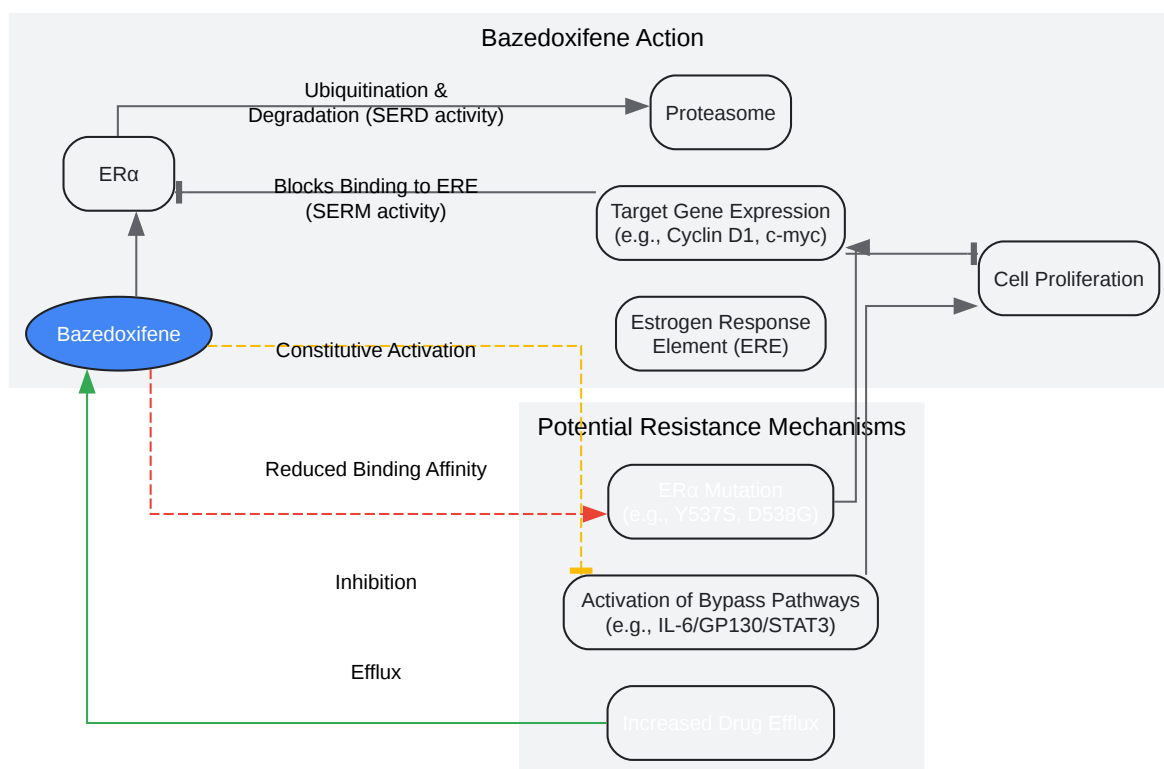 Bazedoxifene Action
Ubiquitination &
Degradation (SERD activity)
Proteasome
ERα
Blocks Binding to ERE
(SERM activity)
Target Gene Expression
(e.g., Cyclin D1, c-myc)
Cell Proliferation
Bazedoxifene
Estrogen Response
Element (ERE)
Constitutive Activation
Potential Resistance Mechanisms
Reduced Binding Affinity
ERα Mutation
(e.g., Y537S, D538G)
Inhibition
Activation of Bypass Pathways
(e.g., IL-6/GP130/STAT3)
Efflux
Increased Drug Efflux